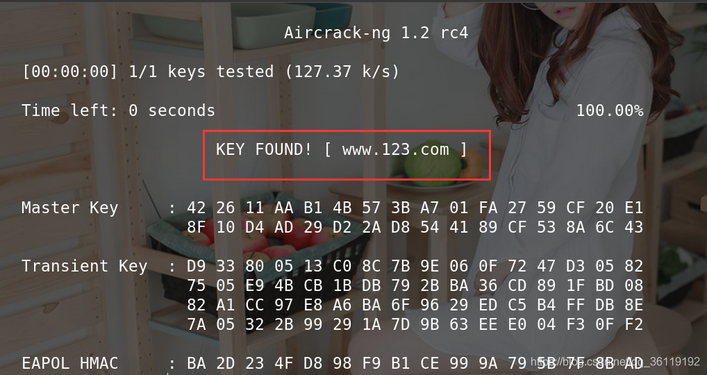 Aircrack-ng 1.2 rc4
[00:00:00] 1/1 keys tested (127.37 k/s)
Time left: 0 seconds 100.00%
KEY FOUND! [ www.123.com ]
Master Key : 42 26 11 AA B1 4B 57 3B A7 01 FA 27 59 CF 20 E1
8F 10 D4 AD 29 D2 2A D8 54 41 89 CF 53 8A 6C 43
Transient Key : D9 33 80 05 13 C0 8C 7B 9E 06 0F 72 47 D3 05 82
75 05 E9 4B CB 1B DB 79 2B BA 36 CD 89 1F BD 08
82 A1 CC 97 E8 A6 BA 6F 96 29 ED C5 B4 FF DB 8E
7A 05 32 2B 99 29 1A 7D 9B 63 EE E0 04 F3 0F F2
EAPOL HMAC : BA 2D 23 4F D8 98 F9 B1 CE 99 9A 79 5B 7F 8B AD